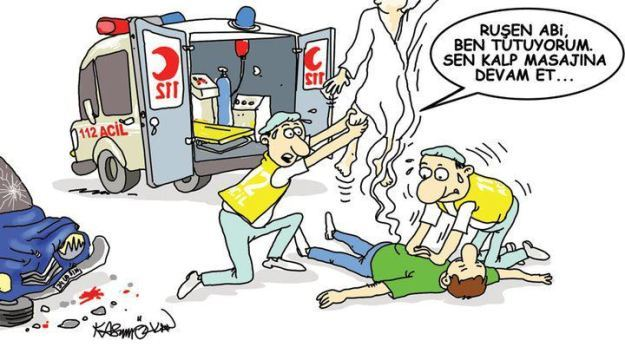 RUŞEN ABİ,
BEN TUTUYORUM.
SEN KALP MASAJINA
DEVAM ET...
112
112
112 ACİL